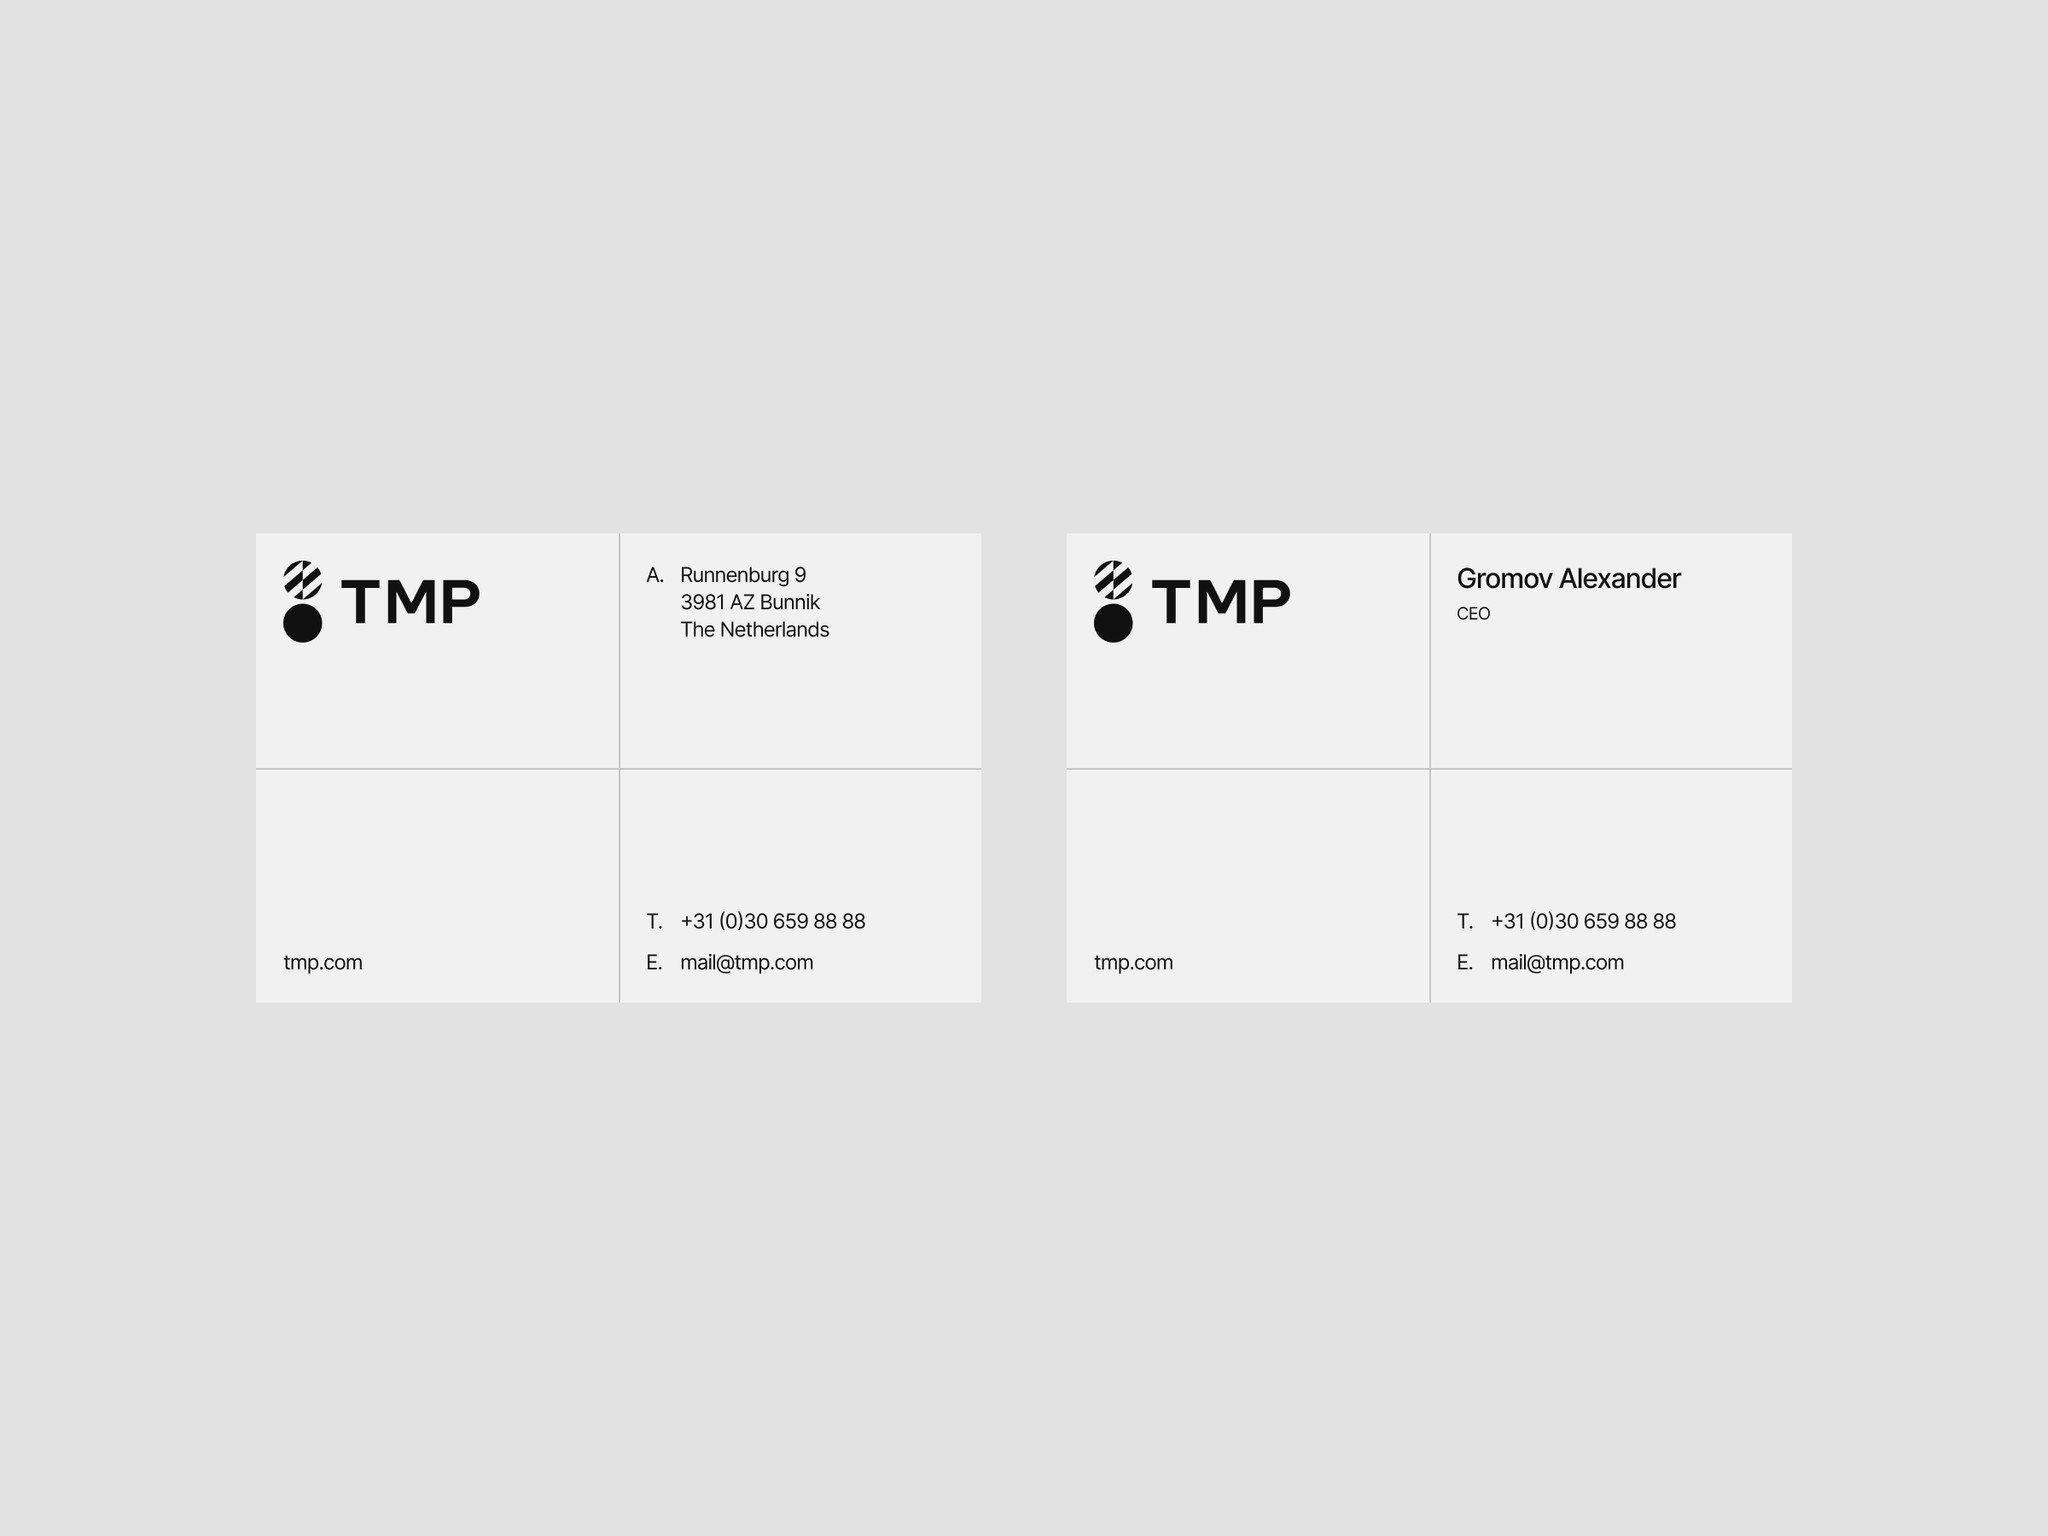 TMP
A. Runnenburg 9
3981 AZ Bunnik
The Netherlands
tmp.com
T. +31 (0)30 659 88 88
E. mail@tmp.com
TMP
Gromov Alexander
CEO
tmp.com
T. +31 (0)30 659 88 88
E. mail@tmp.com